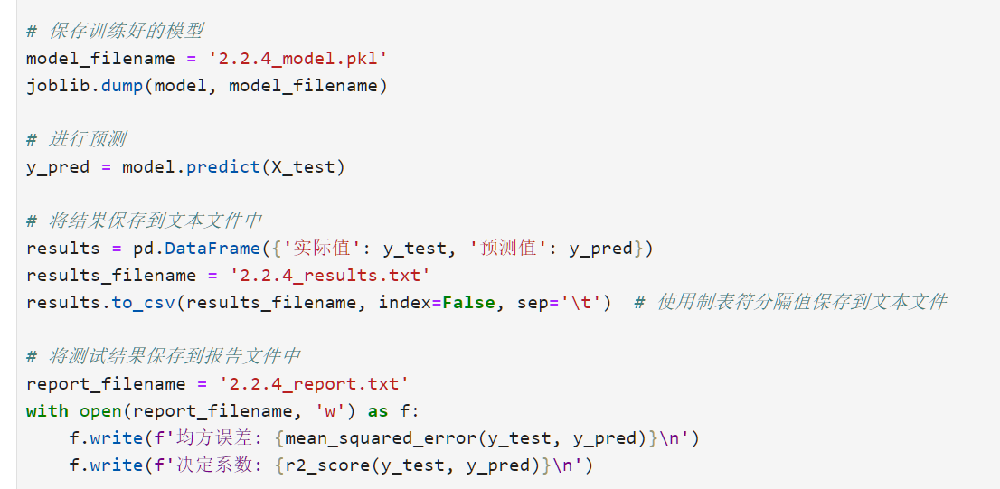 # 保存训练好的模型
model_filename = '2.2.4_model.pkl'
joblib.dump(model, model_filename)
# 进行预测
y_pred = model.predict(X_test)
# 将结果保存到文本文件中
results = pd.DataFrame({'实际值': y_test, '预测值': y_pred})
results_filename = '2.2.4_results.txt'
results.to_csv(results_filename, index=False, sep='\t')  # 使用制表符分隔值保存到文本文件
# 将测试结果保存到报告文件中
report_filename = '2.2.4_report.txt'
with open(report_filename, 'w') as f:
    f.write(f'均方误差: {mean_squared_error(y_test, y_pred)}\n')
    f.write(f'决定系数: {r2_score(y_test, y_pred)}\n')